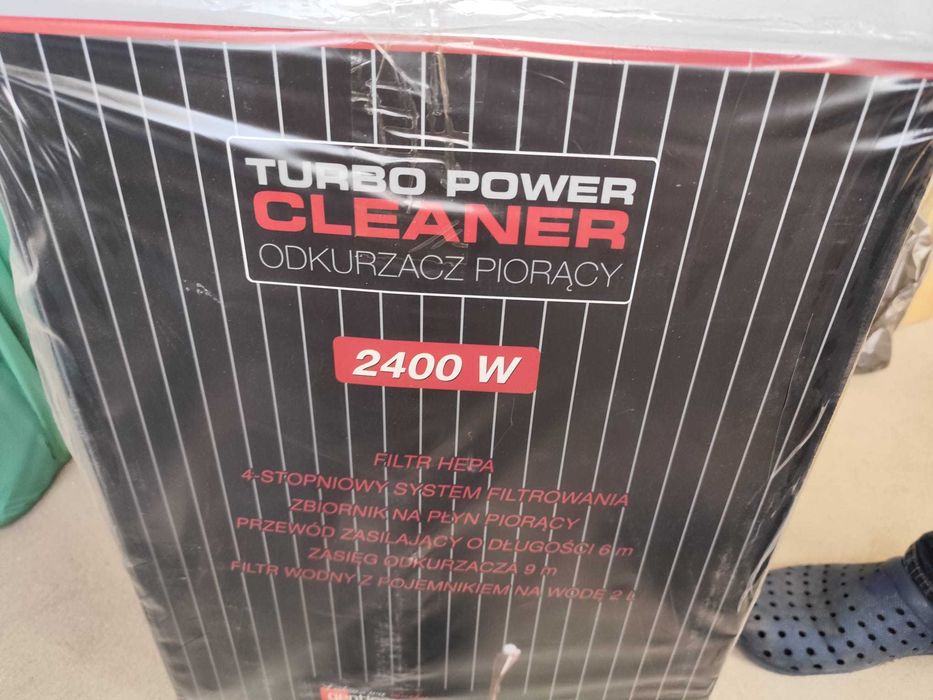 TURBO POWER
CLEANER
ODKURZACZ PIORĄCY
2400 W
FILTR HEPA
4-STOPNIOWY SYSTEM FILTROWANIA
ZBIORNIK NA PŁYN PIORĄCY
PRZEWÓD ZASILAJĄCY O DŁUGOŚCI 6 m
ZASIĘG ODKURZACZA 9 m
FILTR WODNY Z POJEMNIKIEM NA WODĘ 2 L